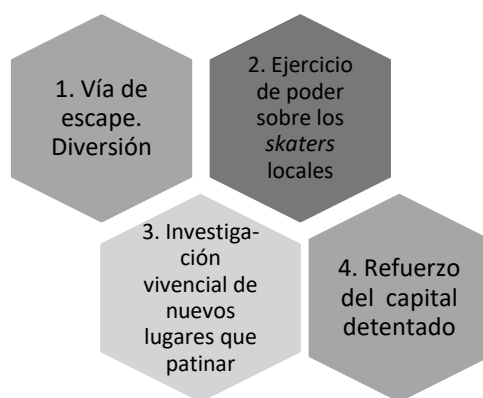 1. Vía de
escape.
Diversión
2. Ejercicio
de poder
sobre los
skaters
locales
3. Investiga-
ción
vivencial de
nuevos
lugares que
patinar
4. Refuerzo
del capital
detentado